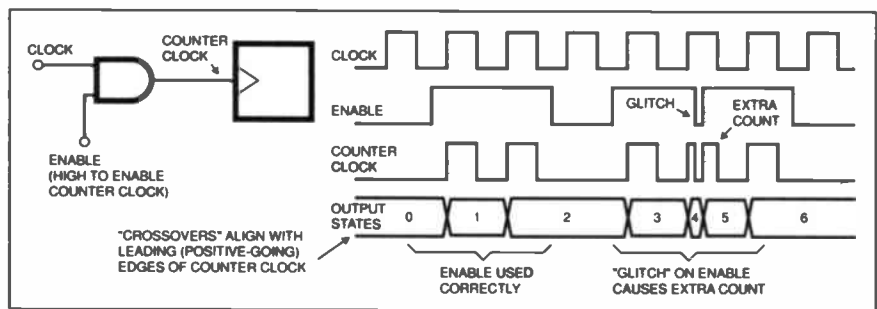 CLOCK
COUNTER
CLOCK
ENABLE
(HIGH TO ENABLE
COUNTER CLOCK)
"CROSSOVERS" ALIGN WITH
LEADING (POSITIVE-GOING)
EDGES OF COUNTER CLOCK
CLOCK
ENABLE
GLITCH
EXTRA
COUNT
COUNTER
CLOCK
OUTPUT
STATES
0 1 2 3 4 5 6
ENABLE USED
CORRECTLY
"GLITCH" ON ENABLE
CAUSES EXTRA COUNT